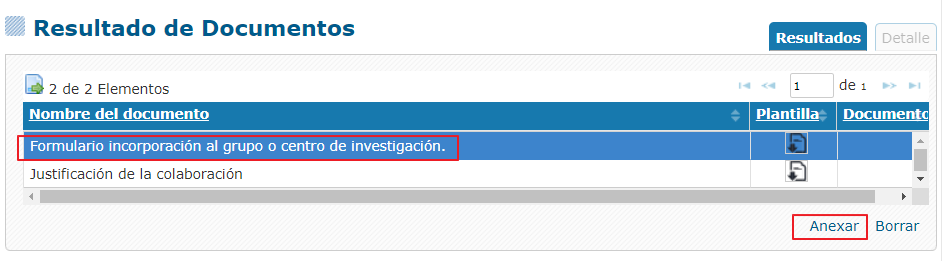 Resultado de Documentos
Resultados Detalle
2 de 2 Elementos 1 de 1
Nombre del documento Plantilla Documento
Formulario incorporación al grupo o centro de investigación.
Justificación de la colaboración
Anexar Borrar